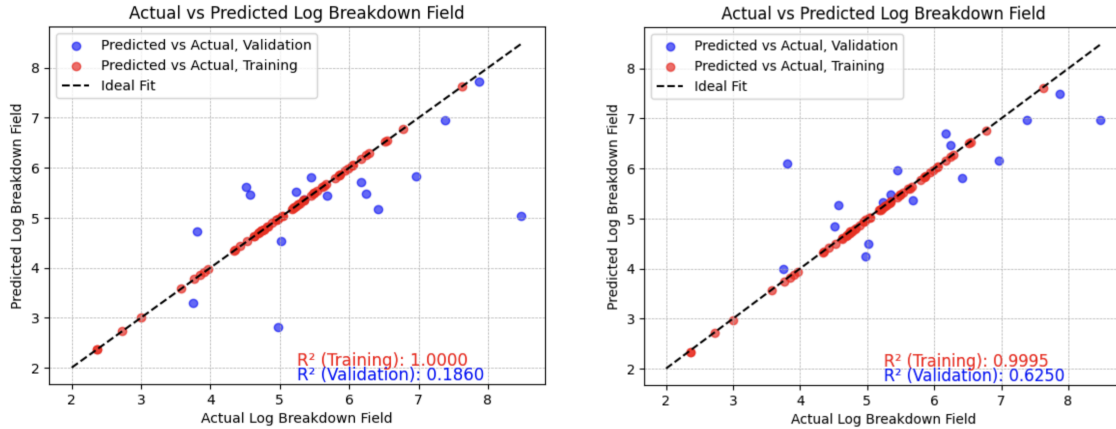 Actual vs Predicted Log Breakdown Field
Predicted vs Actual, Validation
Predicted vs Actual, Training
Ideal Fit
Predicted Log Breakdown Field
8
7
6
5
4
3
2
R² (Training): 1.0000
R² (Validation): 0.1860
2 3 4 5 6 7 8
Actual Log Breakdown Field
Actual vs Predicted Log Breakdown Field
Predicted vs Actual, Validation
Predicted vs Actual, Training
Ideal Fit
Predicted Log Breakdown Field
8
7
6
5
4
3
2
R² (Training): 0.9995
R² (Validation): 0.6250
2 3 4 5 6 7 8
Actual Log Breakdown Field